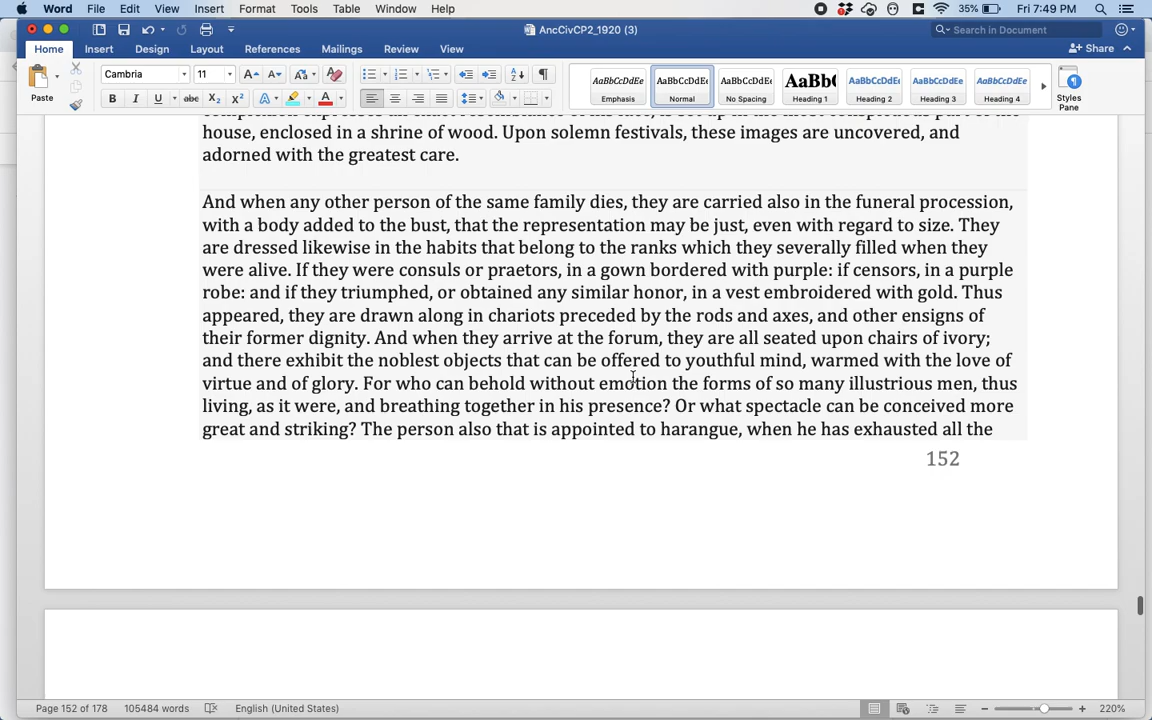 Word File Edit View Insert Format Tools Table Window Help 35% Fri 7:49 PM
AncCivCP2_1920 (3) Search in Document
Home Insert Design Layout References Mailings Review View Share
Paste Cambria 11 AaBbCcDdEe AaBbCcDdEe AaBbCcDdEe AaBb( AaBbCcDdEe AaBbCcDdEe AaBbCcDdEe
Emphasis Normal No Spacing Heading 1 Heading 2 Heading 3 Heading 4 Styles Pane
house, enclosed in a shrine of wood. Upon solemn festivals, these images are uncovered, and
adorned with the greatest care.
And when any other person of the same family dies, they are carried also in the funeral procession,
with a body added to the bust, that the representation may be just, even with regard to size. They
are dressed likewise in the habits that belong to the ranks which they severally filled when they
were alive. If they were consuls or praetors, in a gown bordered with purple: if censors, in a purple
robe: and if they triumphed, or obtained any similar honor, in a vest embroidered with gold. Thus
appeared, they are drawn along in chariots preceded by the rods and axes, and other ensigns of
their former dignity. And when they arrive at the forum, they are all seated upon chairs of ivory;
and there exhibit the noblest objects that can be offered to youthful mind, warmed with the love of
virtue and of glory. For who can behold without emotion the forms of so many illustrious men, thus
living, as it were, and breathing together in his presence? Or what spectacle can be conceived more
great and striking? The person also that is appointed to harangue, when he has exhausted all the
152
Page 152 of 178 105484 words English (United States) 220%